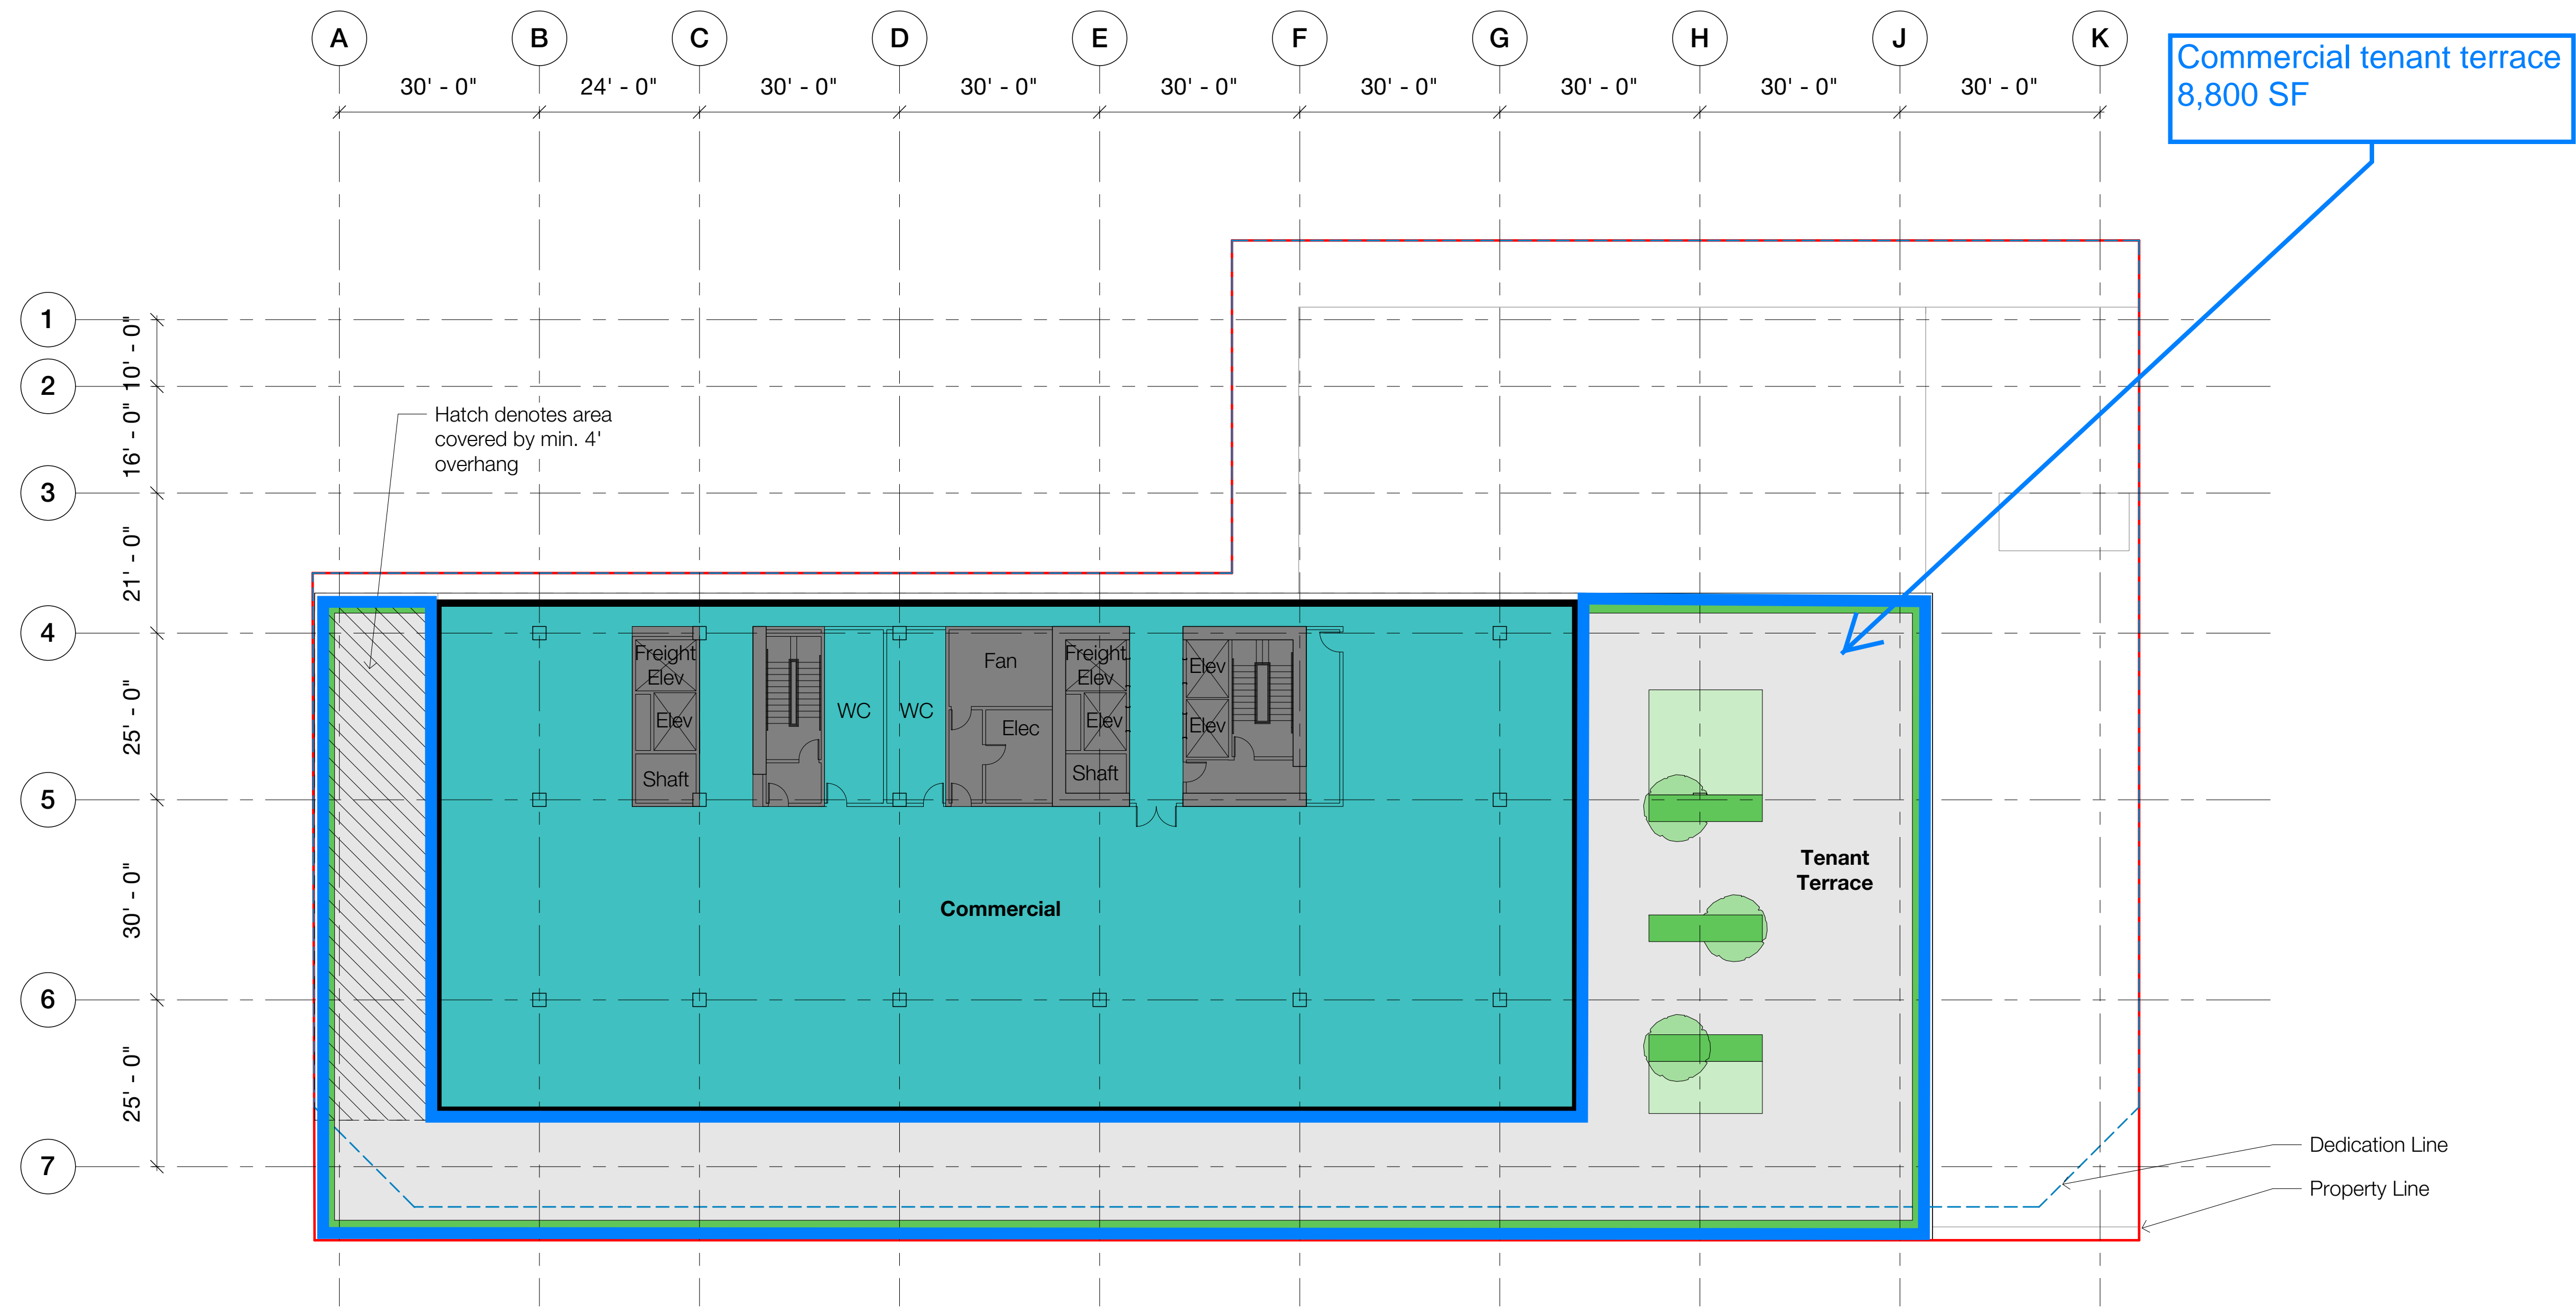 A
B
C
D
E
F
G
H
J
K
30' - 0"
24' - 0"
30' - 0"
30' - 0"
30' - 0"
30' - 0"
30' - 0"
30' - 0"
30' - 0"
Commercial tenant terrace
8,800 SF
1
2
3
4
5
6
7
10' - 0"
16' - 0"
21' - 0"
25' - 0"
30' - 0"
25' - 0"
Hatch denotes area
covered by min. 4'
overhang
Freight
Elev
Elev
Shaft
WC
WC
Fan
Elec
Freight
Elev
Elev
Shaft
Elev
Elev
Commercial
Tenant
Terrace
Dedication Line
Property Line